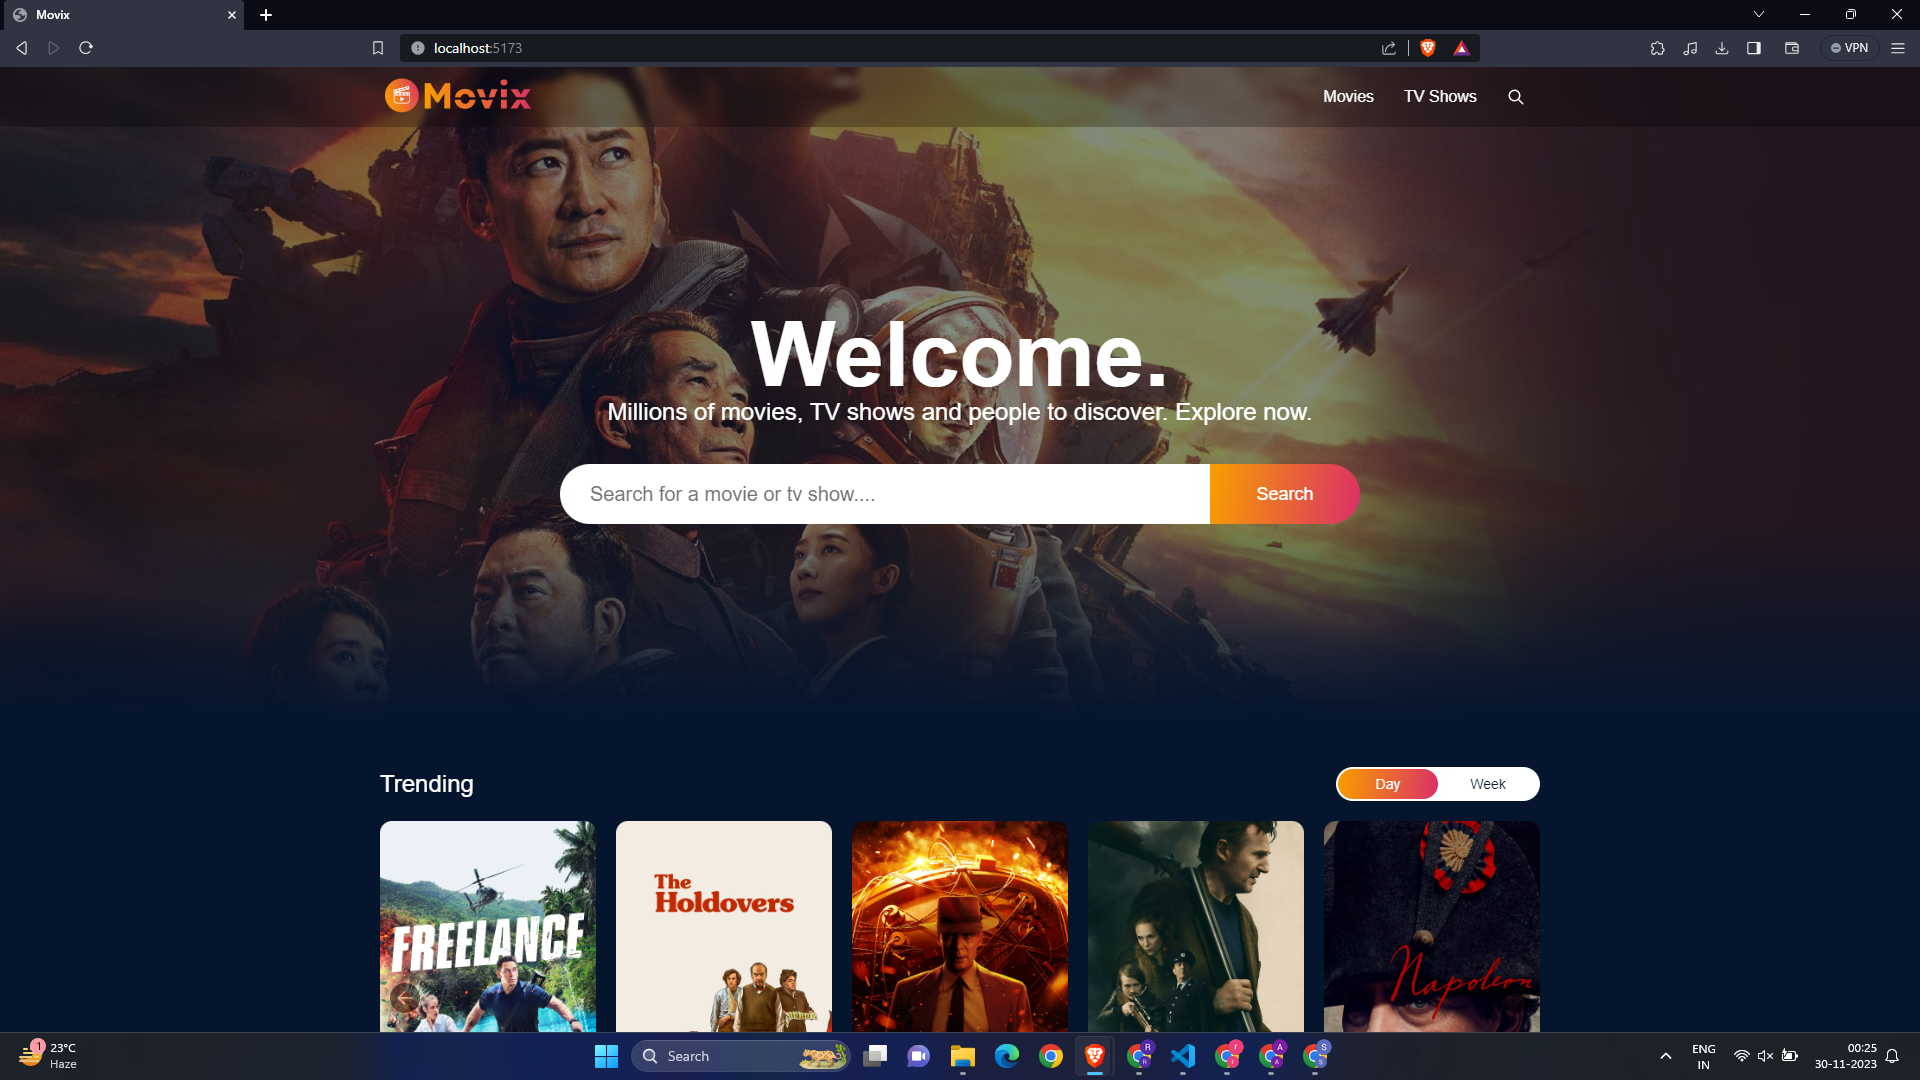 Movix
localhost:5173
VPN
Movix
Movies
TV Shows
Welcome.
Millions of movies, TV shows and people to discover. Explore now.
Search for a movie or tv show....
Search
Trending
Day
Week
FREELANCE
The
Holdovers
Napoleon
1
23°C
Haze
Search
R
R
r
r
A
A
S
S
ENG
IN
00:25
30-11-2023